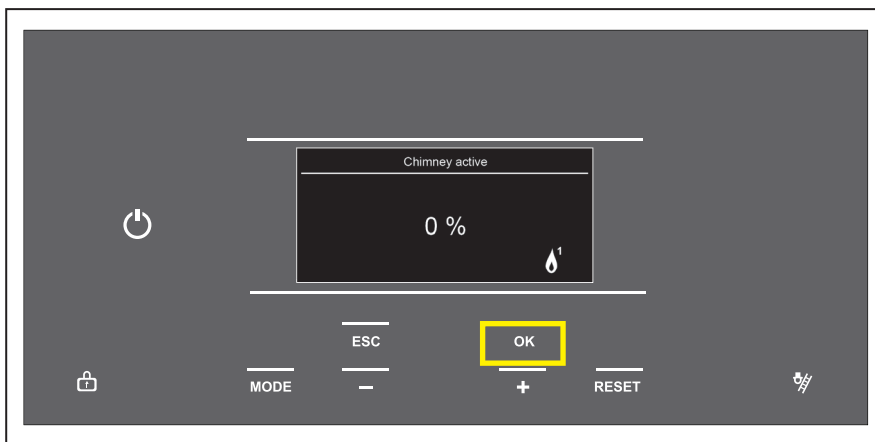 Chimney active
0 %
1
ESC OK
MODE − + RESET